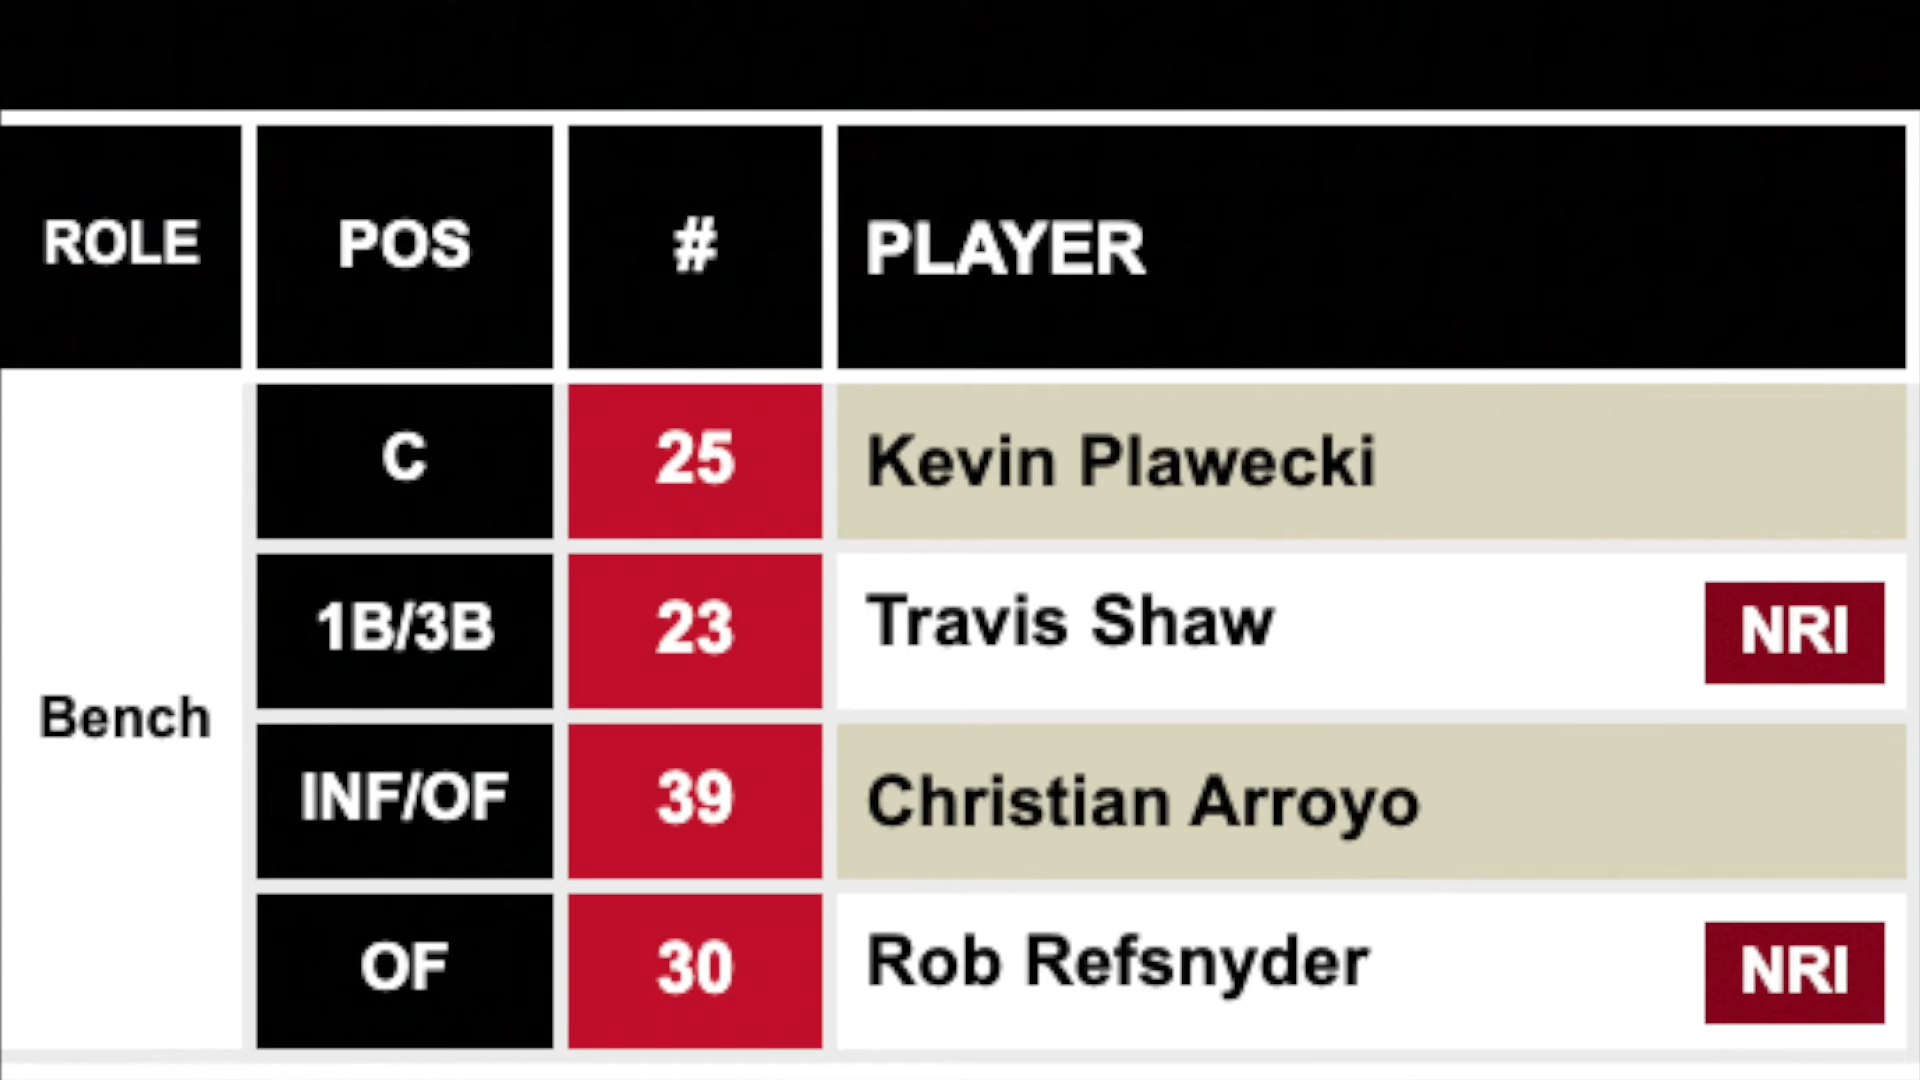 ROLE POS # PLAYER
C 25 Kevin Plawecki
1B/3B 23 Travis Shaw NRI
Bench
INF/OF 39 Christian Arroyo
OF 30 Rob Refsnyder NRI